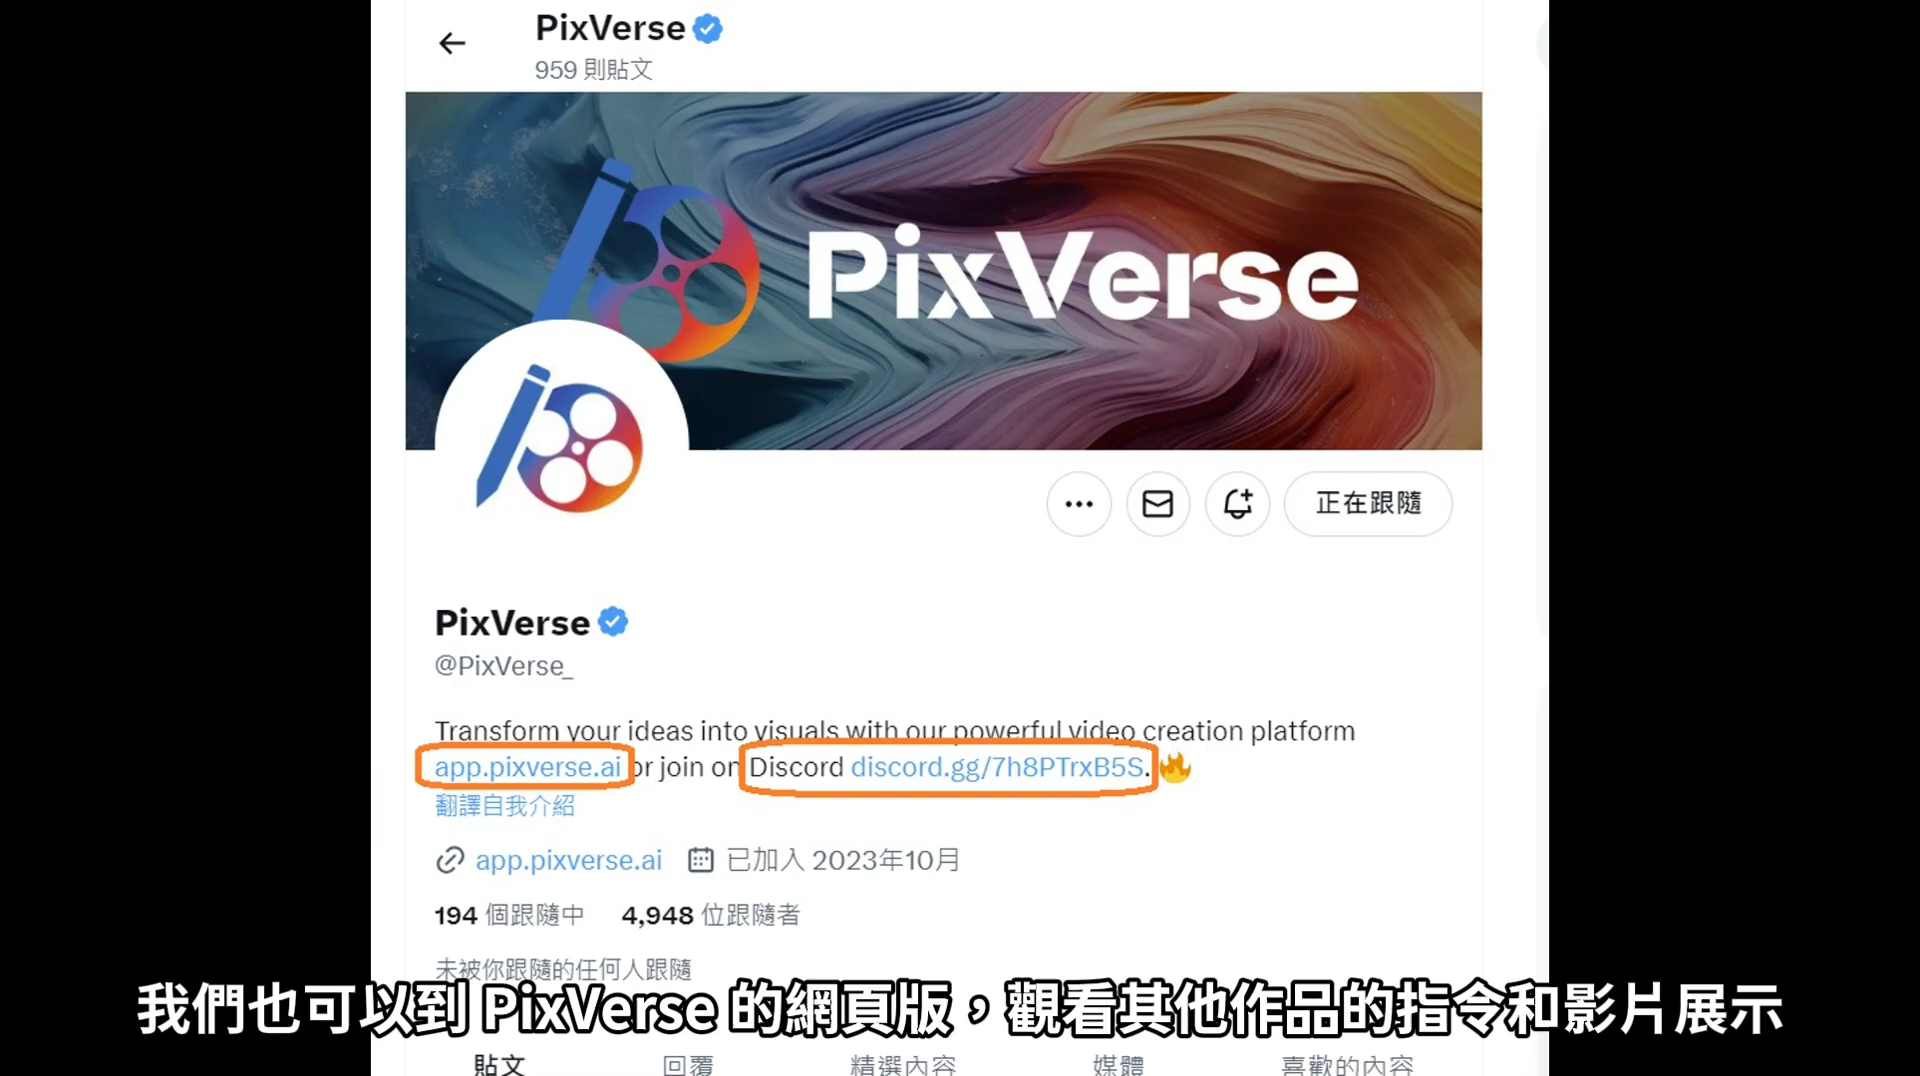 PixVerse
959 則貼文
PixVerse
正在跟隨
PixVerse
@PixVerse_
Transform your ideas into visuals with our powerful video creation platform
app.pixverse.ai or join on Discord discord.gg/7h8PTrxB5S.
翻譯自我介紹
app.pixverse.ai 已加入 2023年10月
194 個跟隨中 4,948 位跟隨者
未被你跟隨的任何人跟隨
我們也可以到 PixVerse 的網頁版，觀看其他作品的指令和影片展示
貼文 回覆 精選內容 媒體 喜歡的內容